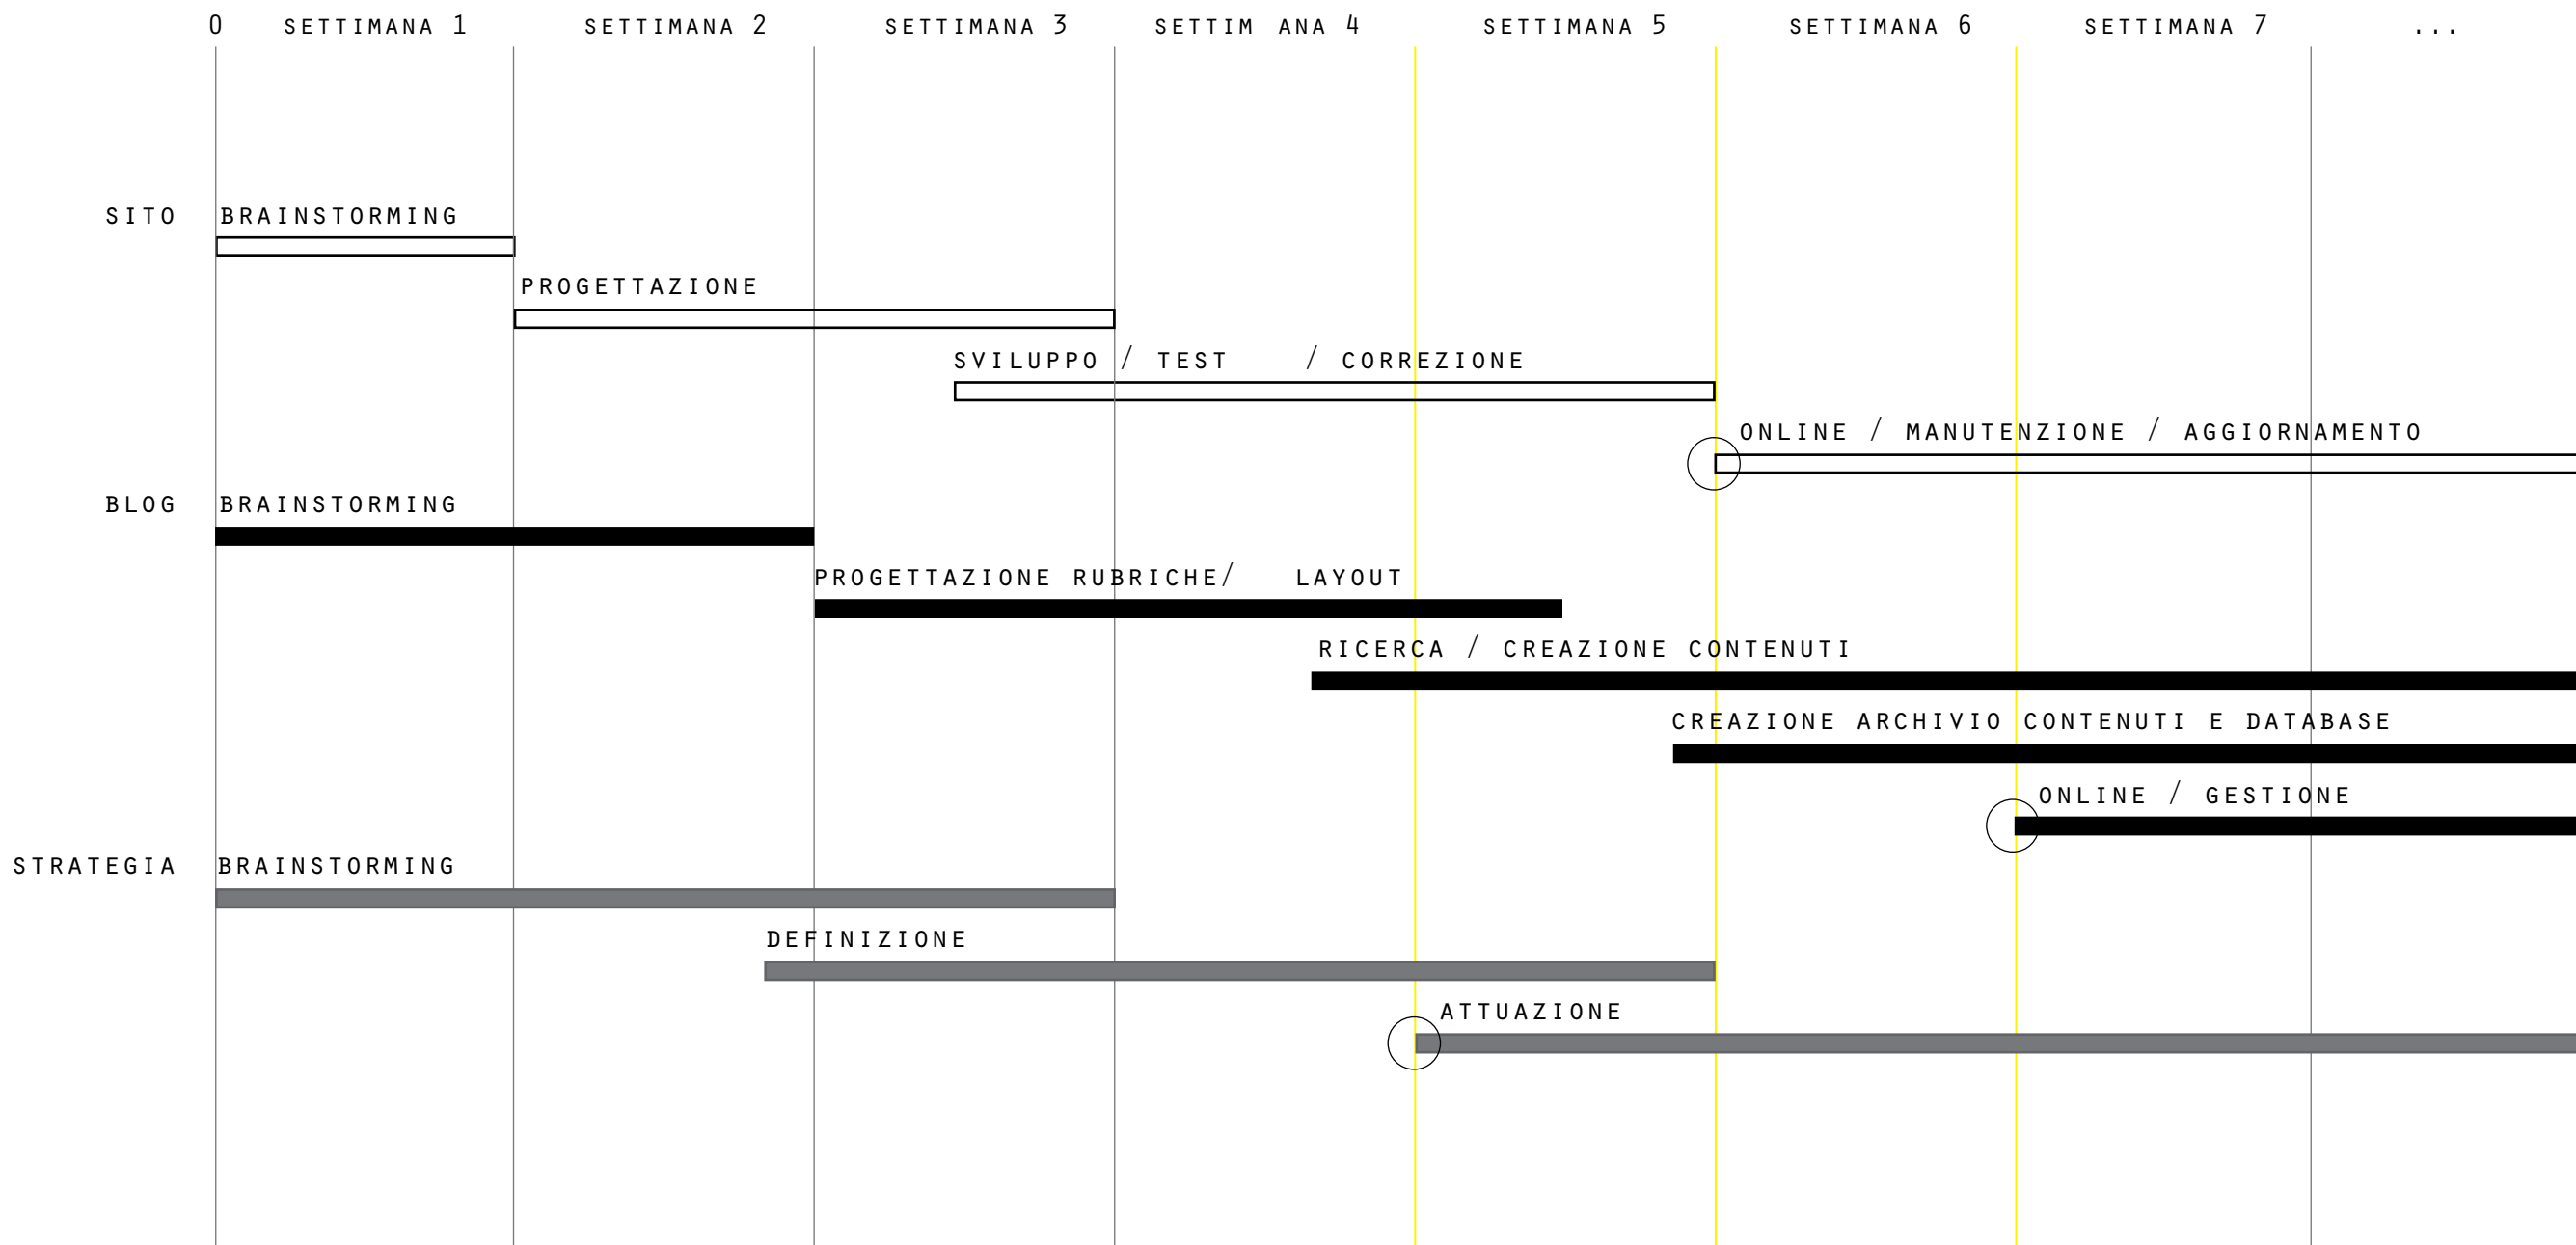 0 SETTIMANA 1 SETTIMANA 2 SETTIMANA 3 SETTIM ANA 4 SETTIMANA 5 SETTIMANA 6 SETTIMANA 7 ...
SITO BRAINSTORMING
PROGETTAZIONE
SVILUPPO / TEST / CORREZIONE
ONLINE / MANUTENZIONE / AGGIORNAMENTO
BLOG BRAINSTORMING
PROGETTAZIONE RUBRICHE/ LAYOUT
RICERCA / CREAZIONE CONTENUTI
CREAZIONE ARCHIVIO CONTENUTI E DATABASE
ONLINE / GESTIONE
STRATEGIA BRAINSTORMING
DEFINIZIONE
ATTUAZIONE